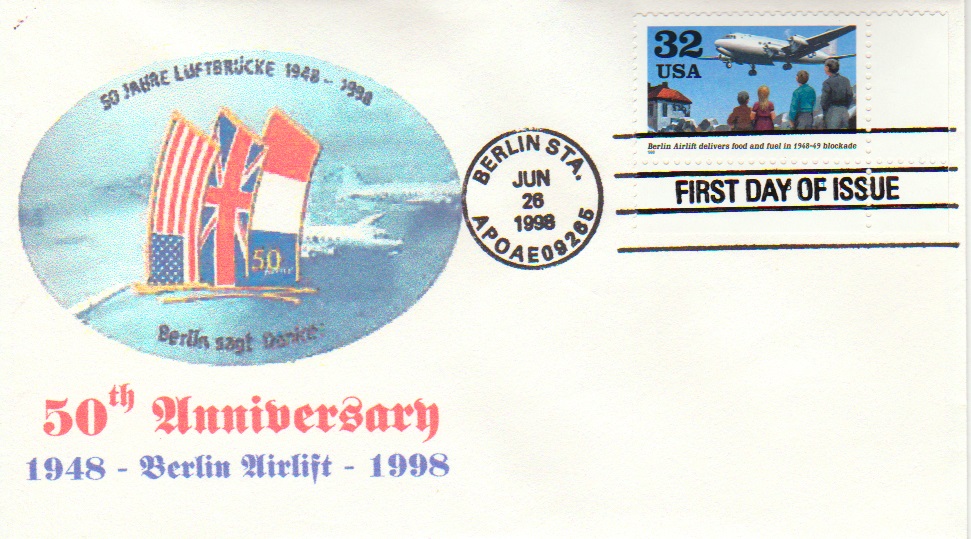 50 JAHRE LUFTBRÜCKE 1948 - 1998
50
Berlin sagt Danke!
50th Anniversary
1948 - Berlin Airlift - 1998
32
USA
Berlin Airlift delivers food and fuel in 1948-49 blockade
BERLIN STA.
JUN
26
1998
APOAE09265
FIRST DAY OF ISSUE